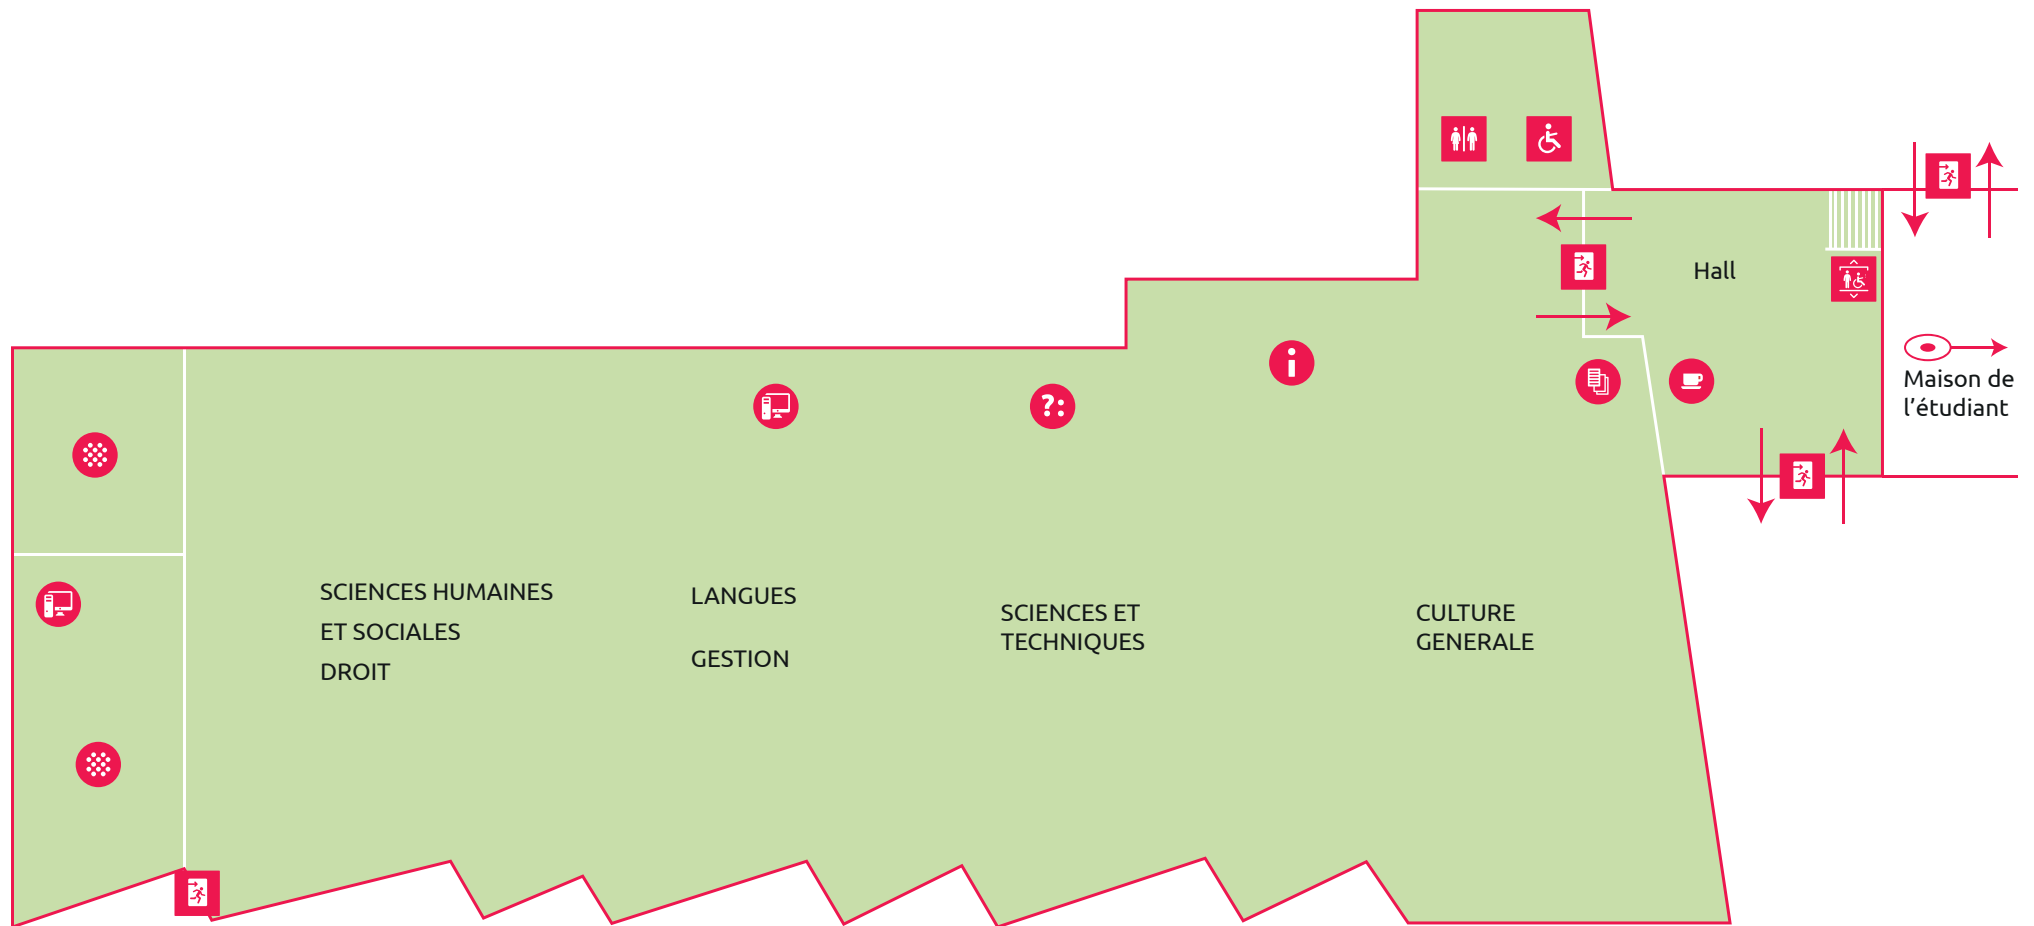 Hall
Maison de
l'étudiant
SCIENCES HUMAINES
ET SOCIALES
DROIT
LANGUES
GESTION
SCIENCES ET
TECHNIQUES
CULTURE
GENERALE
?:
i